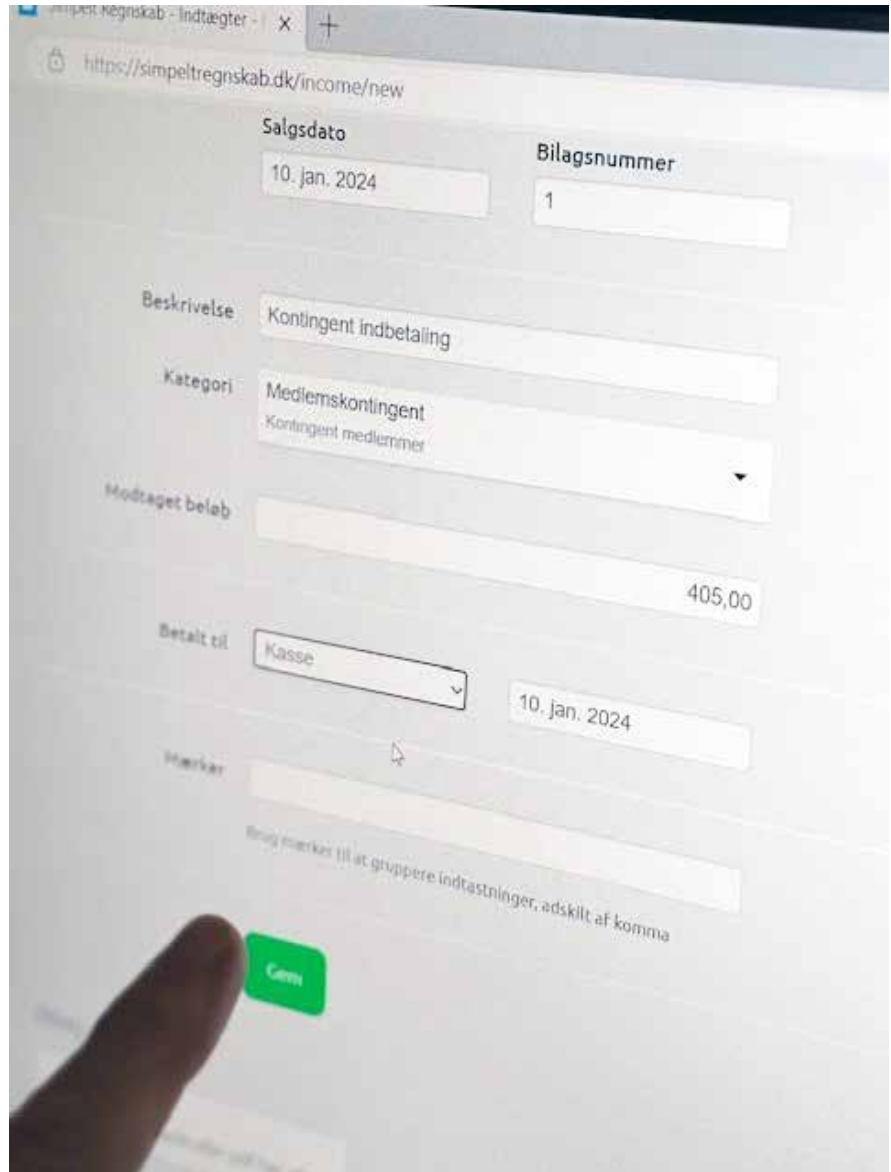 Simpelt Regnskab - Indtægter -
https://simpeltregnskab.dk/income/new
Salgsdato
Bilagsnummer
10. jan. 2024
1
Beskrivelse
Kontingent indbetaling
Kategori
Medlemskontingent
Kontingent medlemmer
Modtaget beløb
405,00
Betalt til
Kasse
10. jan. 2024
Mærker
Brug mærker til at gruppere indtastninger, adskilt af komma
Gem